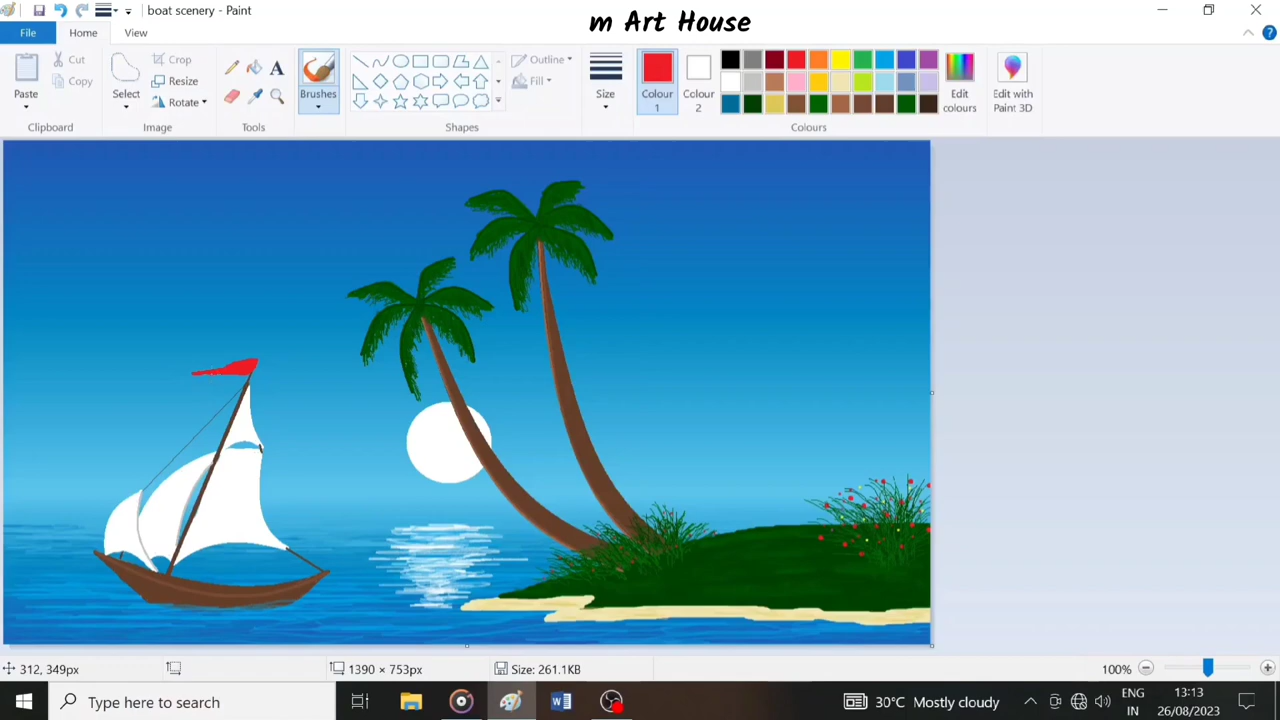 boat scenery - Paint
m Art House
File
Home
View
Paste
Cut
Copy
Clipboard
Select
Crop
Resize
Rotate
Image
A
Tools
Brushes
Outline
Fill
Shapes
Size
Colour
1
Colour
2
Edit
colours
Colours
Edit with
Paint 3D
312, 349px
1390 × 753px
Size: 261.1KB
100%
Type here to search
W
30°C Mostly cloudy
ENG
IN
13:13
26/08/2023